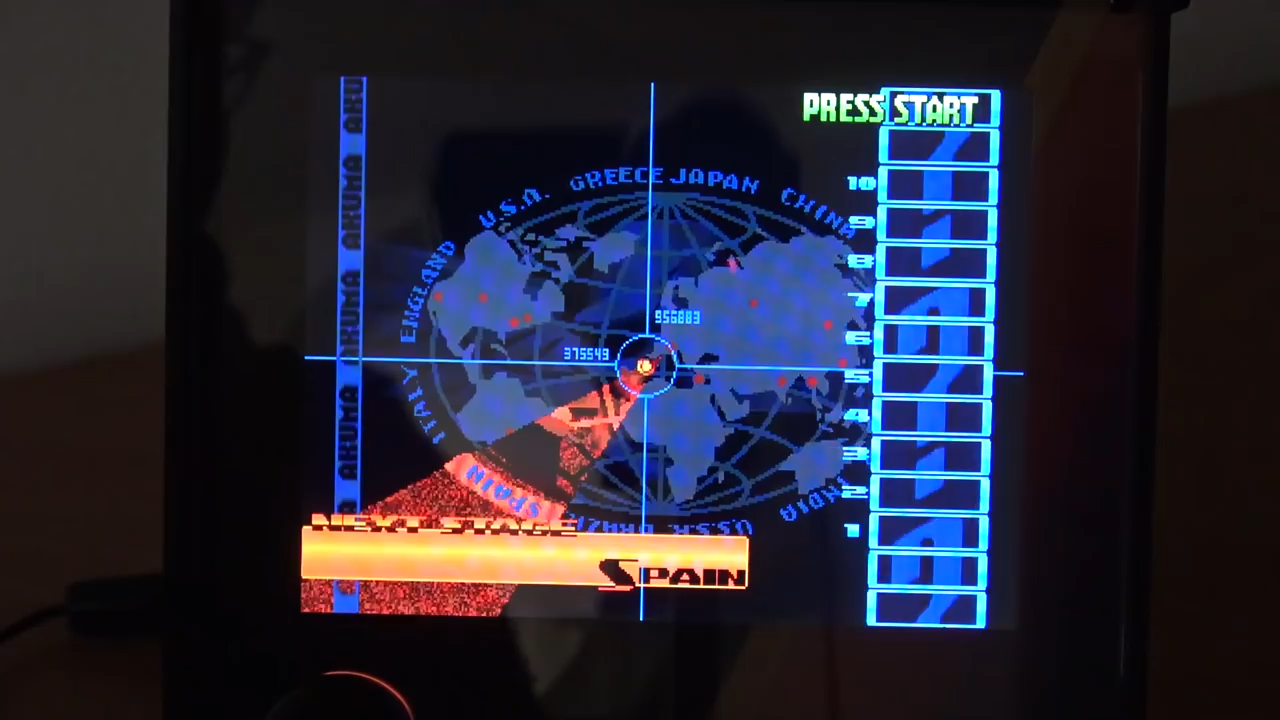 PRESS START
AKUMA AKUMA AKUMA AKUMA
GREECE JAPAN CHINA
U.S.A.
ENGLAND
ITALY
SPAIN
U.S.A.
INDIA
956883
375549
10
9
8
7
6
5
4
3
2
1
NEXT STAGE
SPAIN